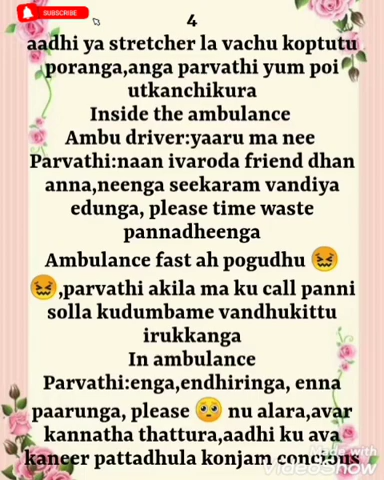 SUBSCRIBE
4
aadhi ya stretcher la vachu koptutu
poranga,anga parvathi yum poi
utkanchikura
Inside the ambulance
Ambu driver:yaaru ma nee
Parvathi:naan ivaroda friend dhan
anna,neenga seekaram vandiya
edunga, please time waste
pannadheenga
Ambulance fast ah pogudhu 😖
😖,parvathi akila ma ku call panni
solla kudumbame vandhukittu
irukkanga
In ambulance
Parvathi:enga,endhiringa, enna
paarunga, please 🥺 nu alara,avar
kannatha thattura,aadhi ku ava
kaneer pattadhula konjam concious
Made with
VideoShow